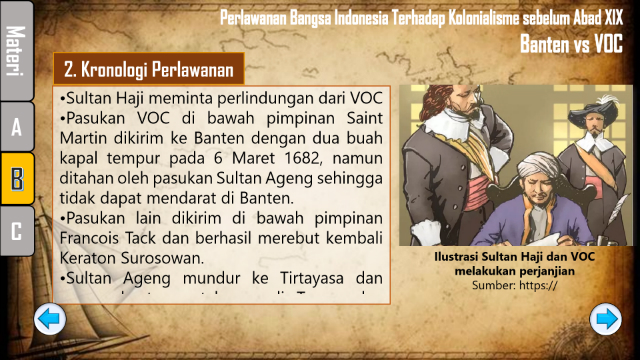 Perlawanan Bangsa Indonesia Terhadap Kolonialisme sebelum Abad XIX
Banten vs VOC
Materi
A
B
C
2. Kronologi Perlawanan
•Sultan Haji meminta perlindungan dari VOC
•Pasukan VOC di bawah pimpinan Saint
Martin dikirim ke Banten dengan dua buah
kapal tempur pada 6 Maret 1682, namun
ditahan oleh pasukan Sultan Ageng sehingga
tidak dapat mendarat di Banten.
•Pasukan lain dikirim di bawah pimpinan
Francois Tack dan berhasil merebut kembali
Keraton Surosowan.
•Sultan Ageng mundur ke Tirtayasa dan
Ilustrasi Sultan Haji dan VOC
melakukan perjanjian
Sumber: https://